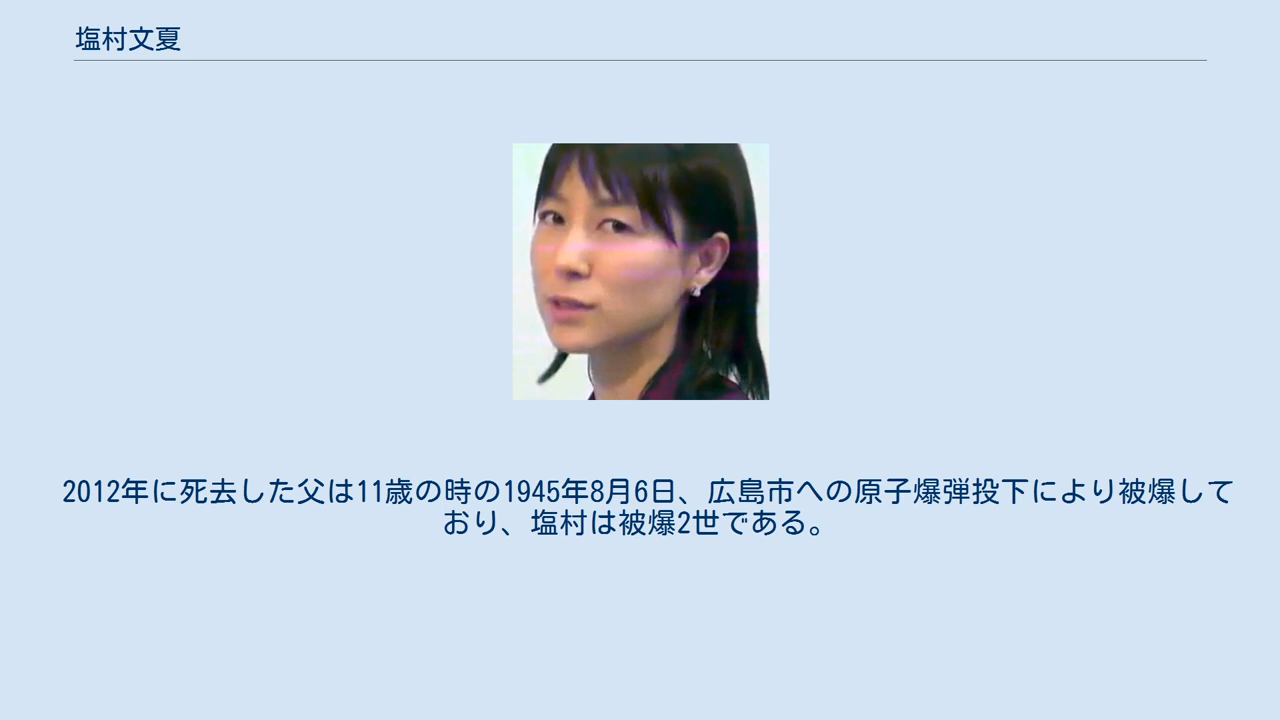 塩村文夏
2012年に死去した父は11歳の時の1945年8月6日、広島市への原子爆弾投下により被爆して
おり、塩村は被爆2世である。